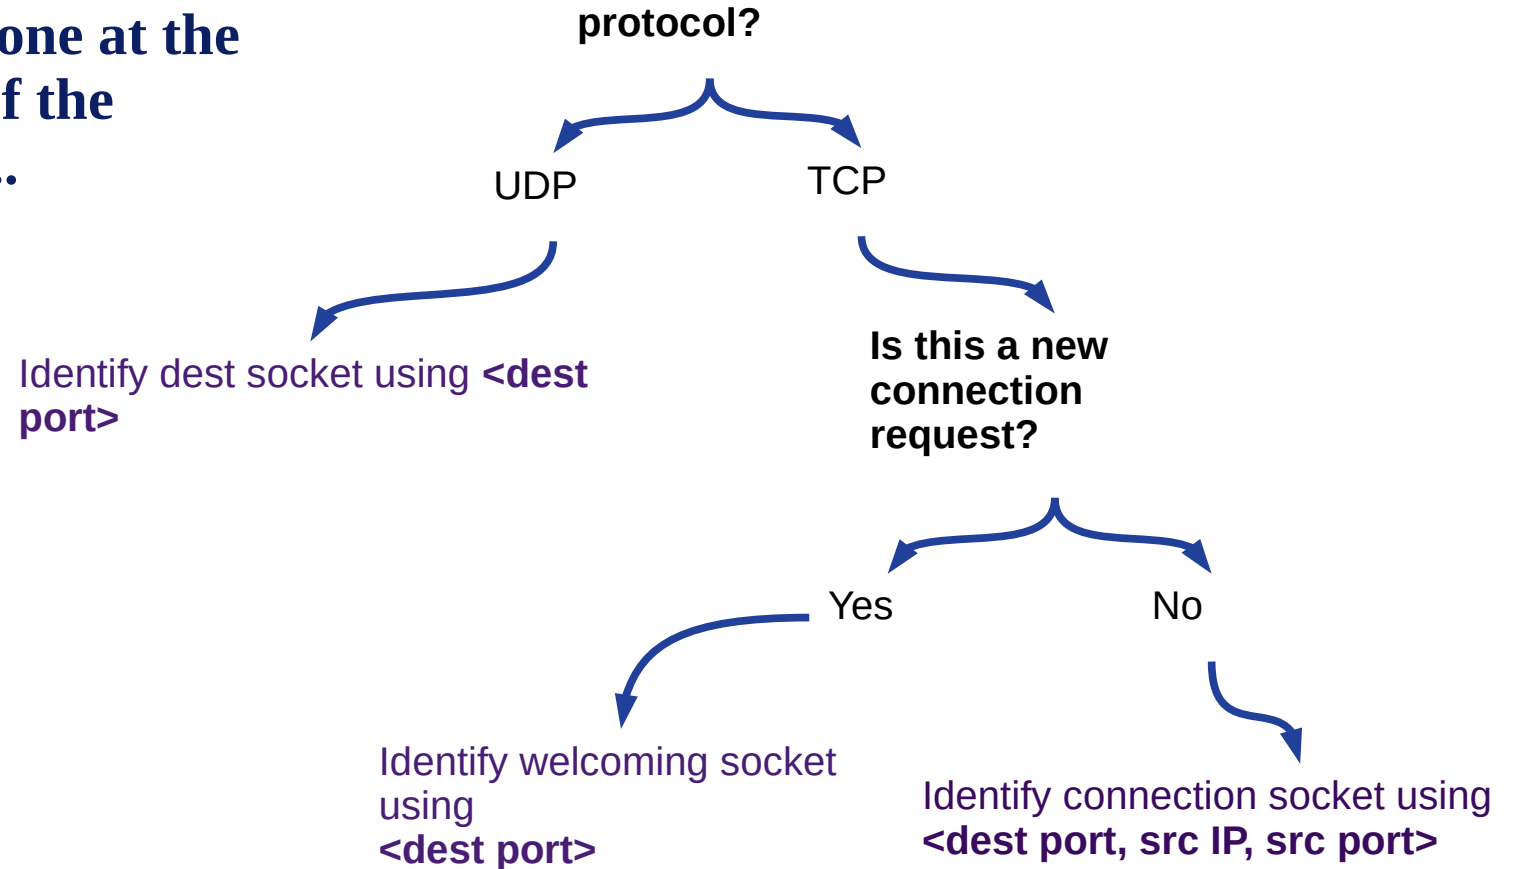 one at the
f the
..
protocol?
UDP
TCP
Identify dest socket using <dest
port>
Is this a new
connection
request?
Yes
No
Identify welcoming socket
using
<dest port>
Identify connection socket using
<dest port, src IP, src port>